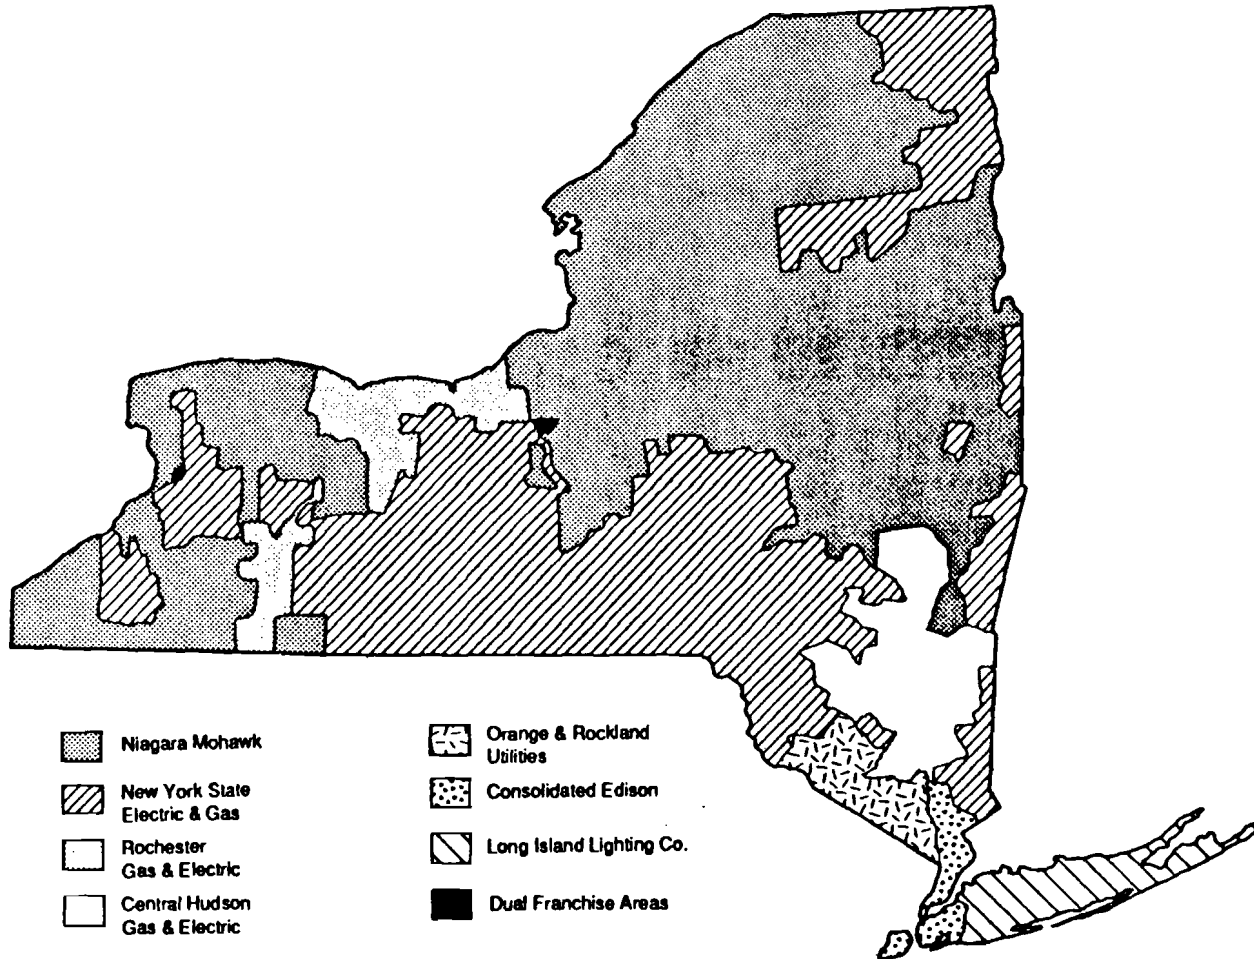 Niagara Mohawk
New York State
Electric & Gas
Rochester
Gas & Electric
Central Hudson
Gas & Electric
Orange & Rockland
Utilities
Consolidated Edison
Long Island Lighting Co.
Dual Franchise Areas